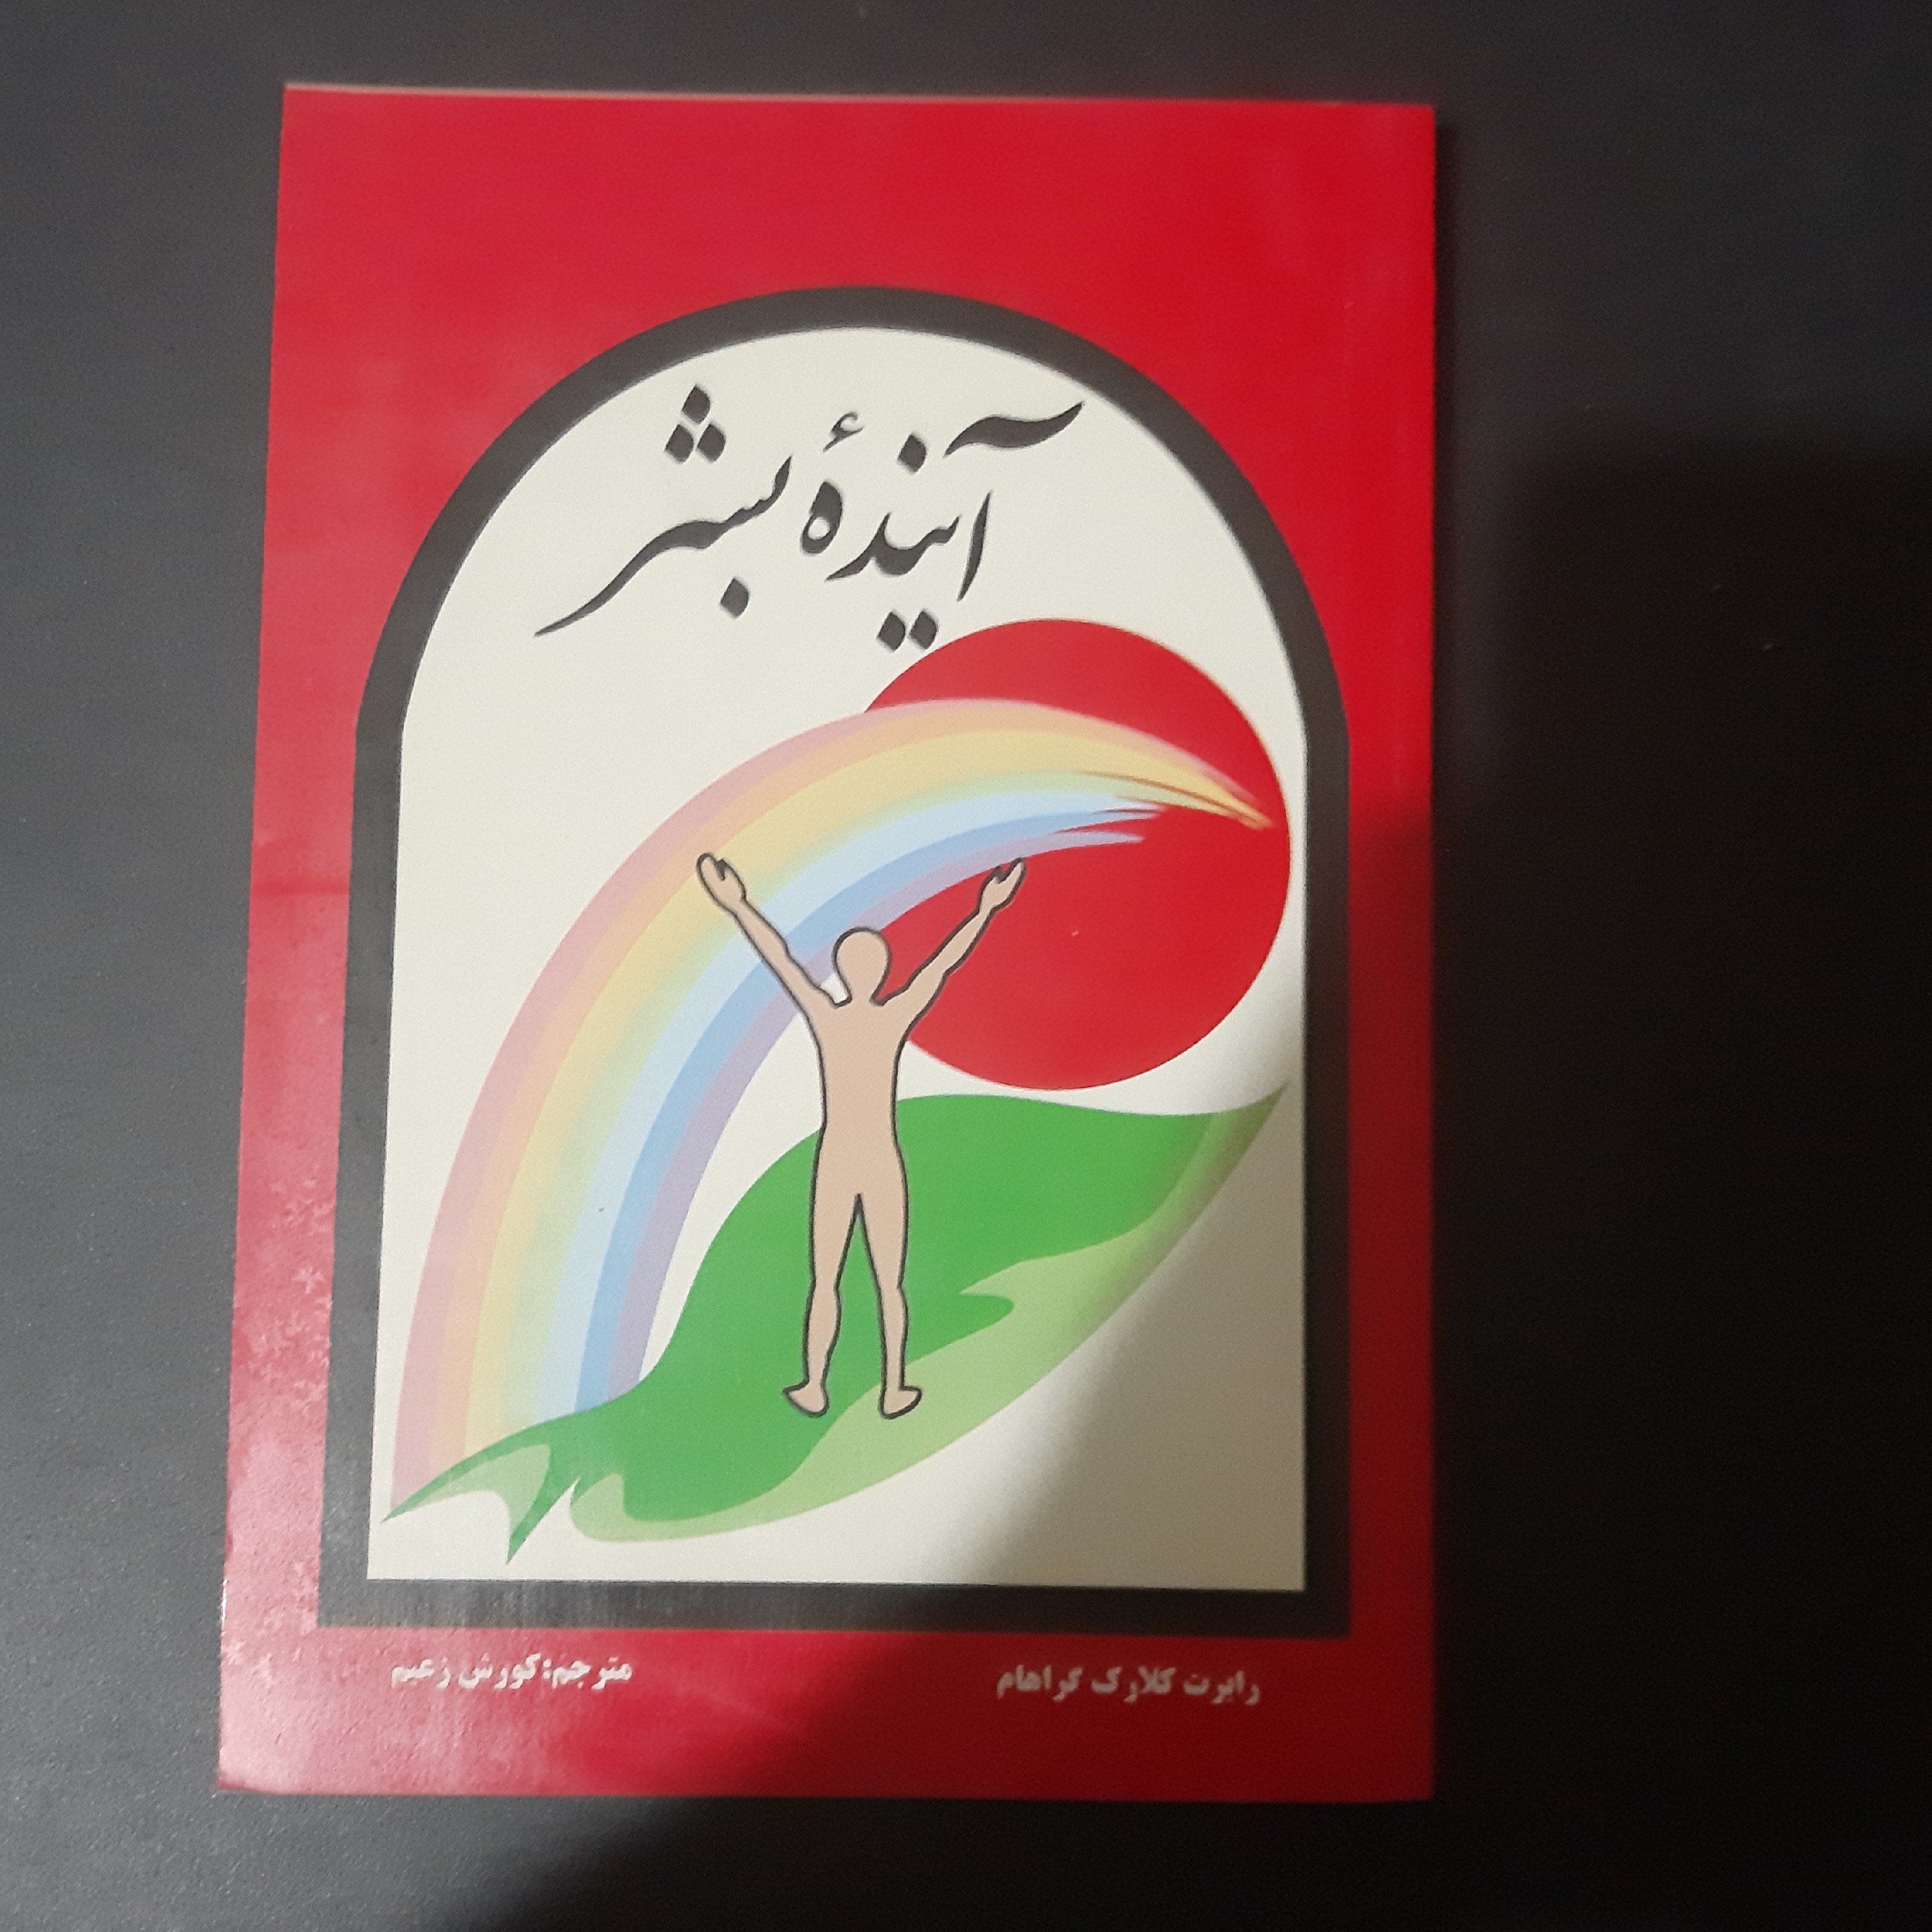 آیندهٔ بشر
رابرت کلارک گراهام
مترجم:کورش زعیم